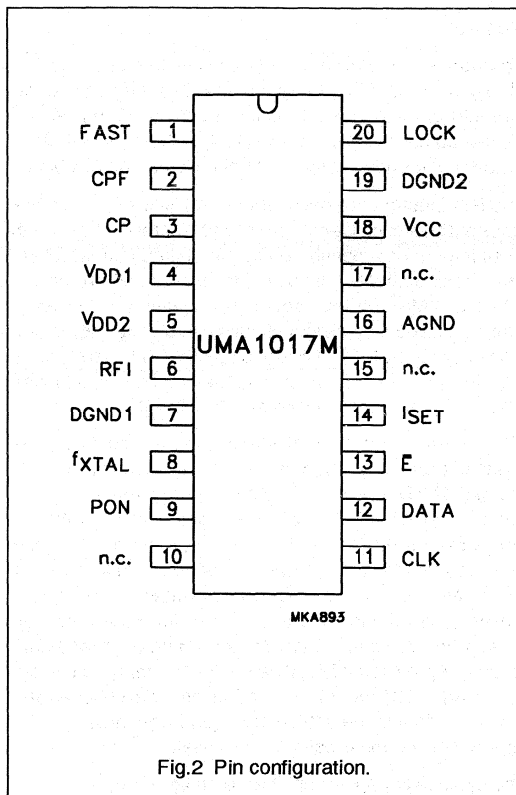 FAST 1 20 LOCK
CPF 2 19 DGND2
CP 3 18 VCC
VDD1 4 17 n.c.
VDD2 5 16 AGND
UMA1017M
RFI 6 15 n.c.
DGND1 7 14 ISET
fXTAL 8 13 E
PON 9 12 DATA
n.c. 10 11 CLK
MKA893
Fig.2 Pin configuration.